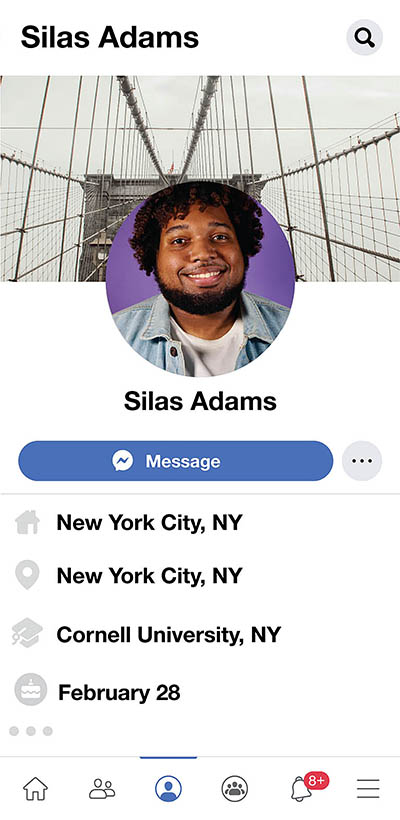 Silas Adams
Silas Adams
Message
New York City, NY
New York City, NY
Cornell University, NY
February 28
8+